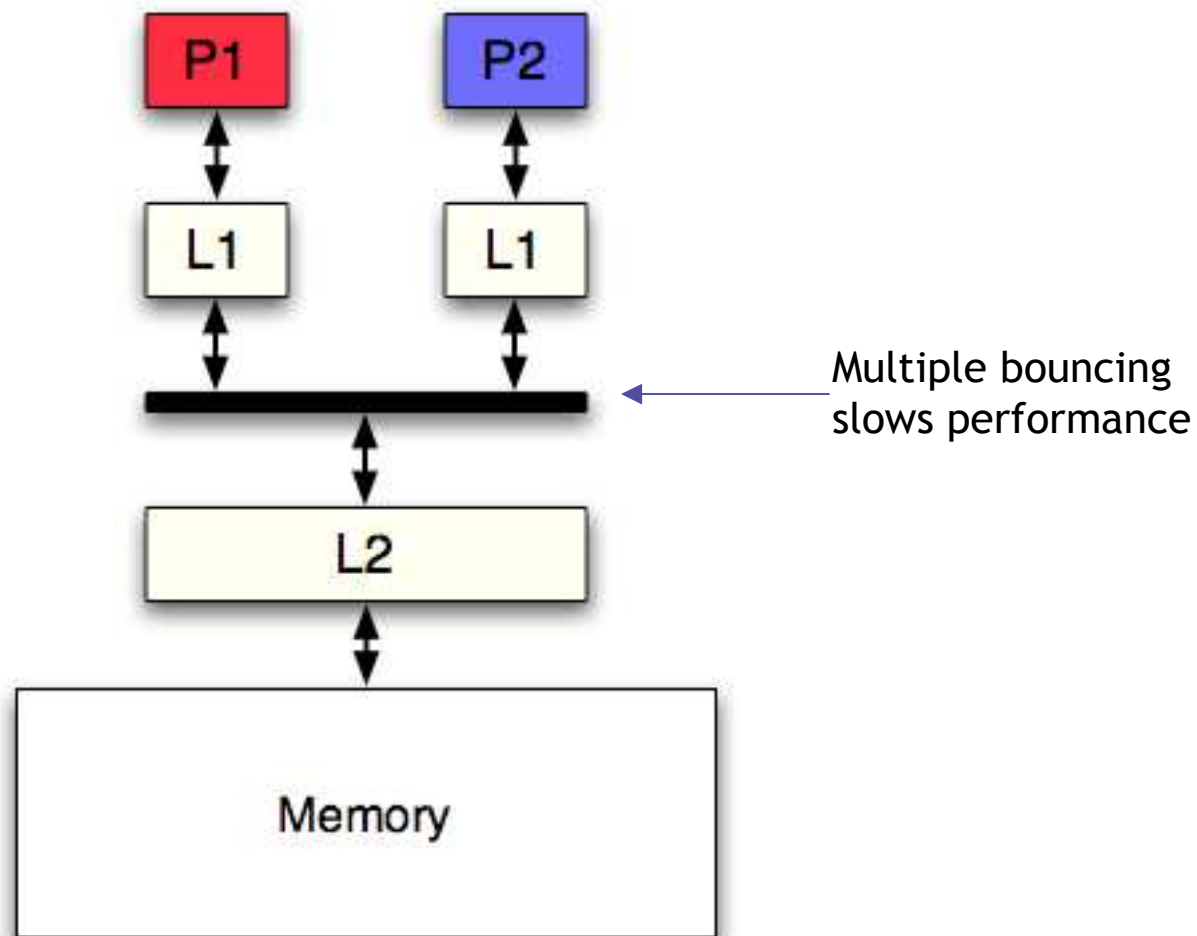 P1
P2
L1
L1
Multiple bouncing
slows performance
L2
Memory